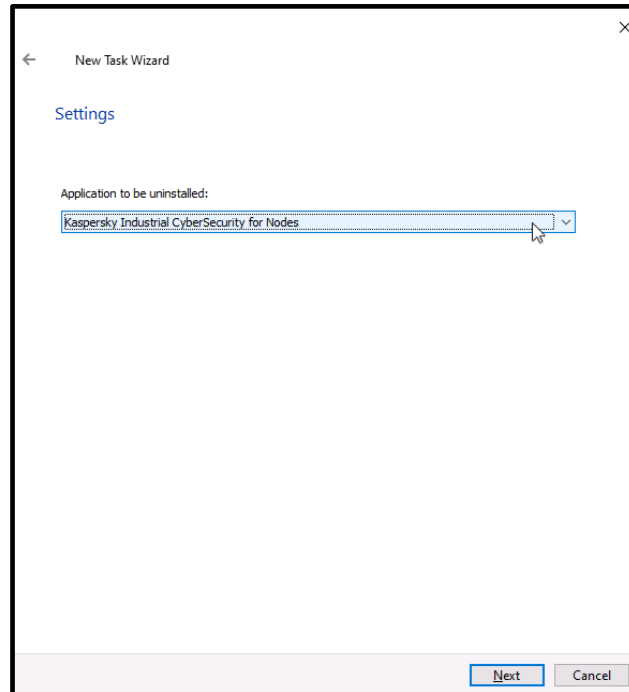 New Task Wizard
Settings
Application to be uninstalled:
Kaspersky Industrial CyberSecurity for Nodes
Next Cancel